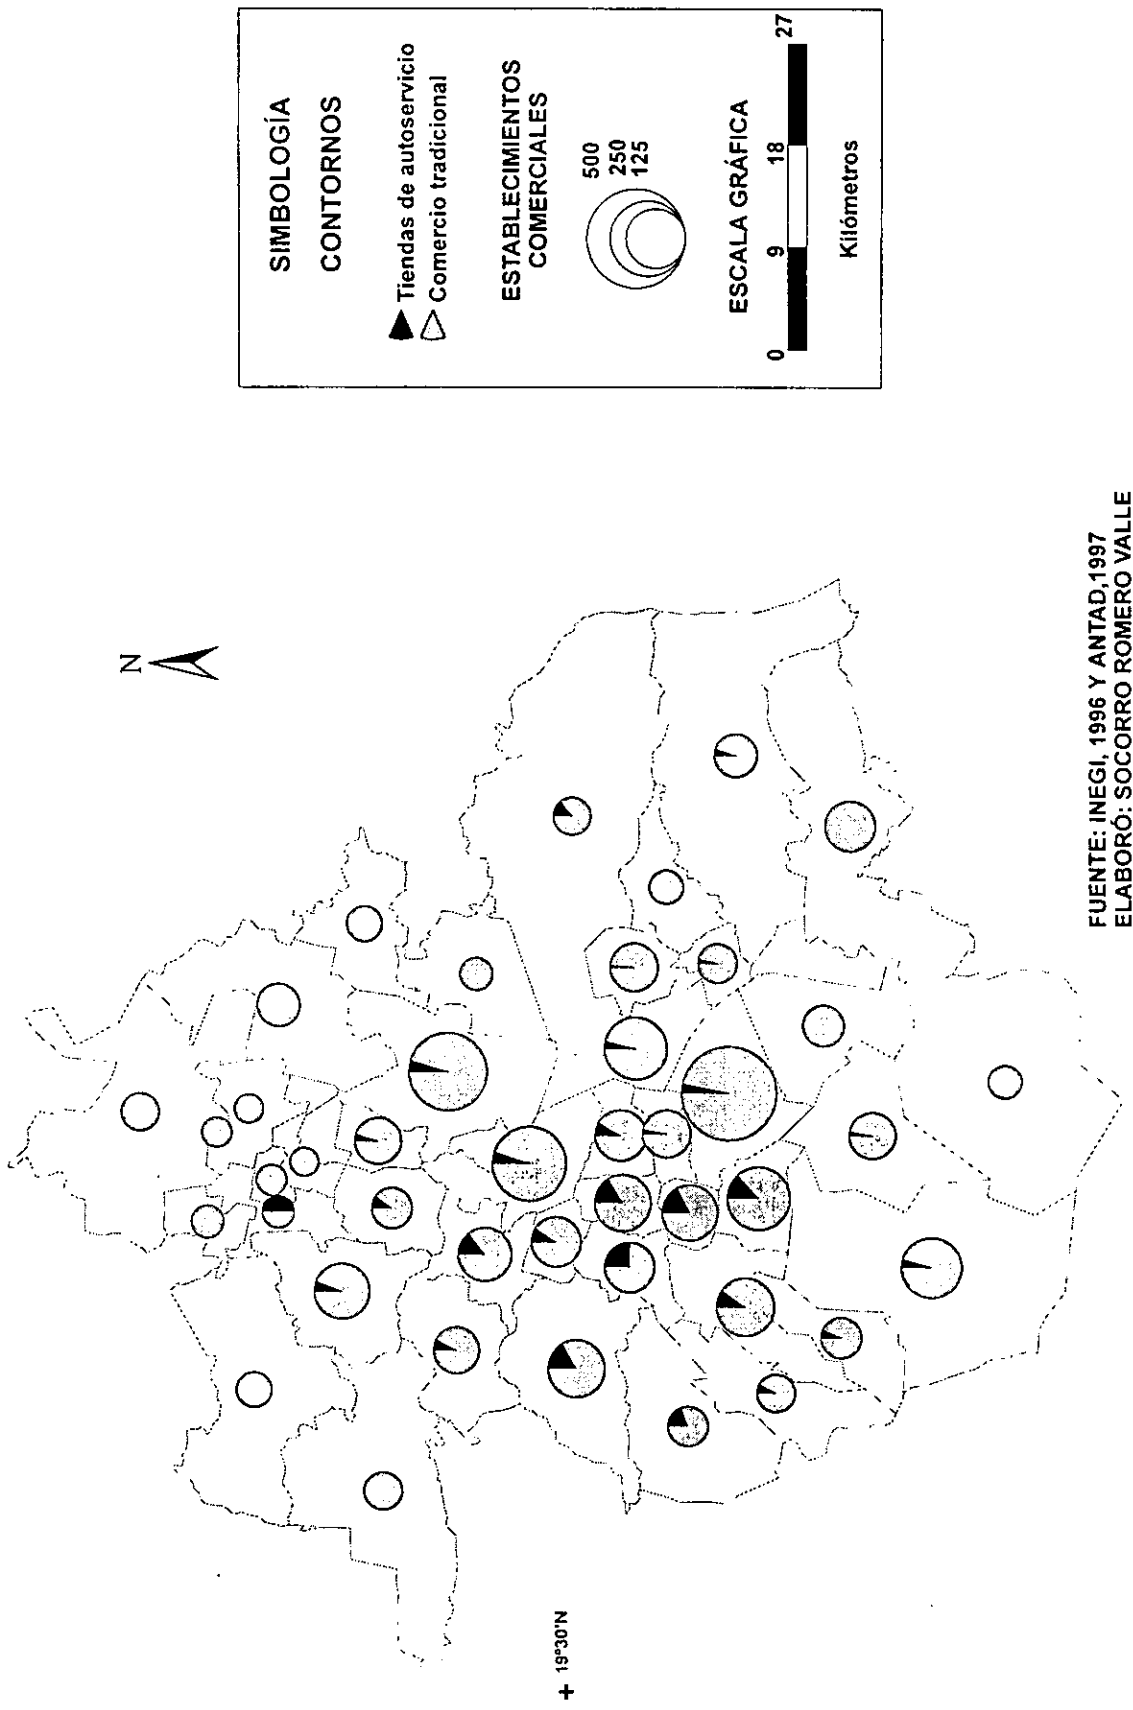 SIMBOLOGÍA
CONTORNOS
Tiendas de autoservicio
Comercio tradicional
ESTABLECIMIENTOS
COMERCIALES
500
250
125
ESCALA GRÁFICA
0 9 18 27
Kilómetros
N
+ 19°30'N
FUENTE: INEGI, 1996 Y ANTAD,1997
ELABORÓ: SOCORRO ROMERO VALLE